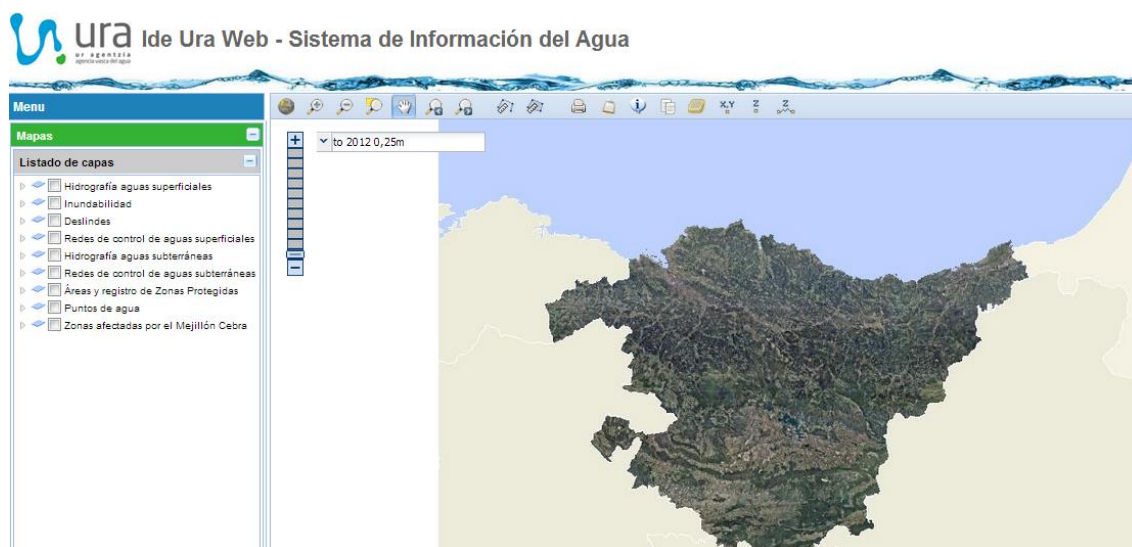 ura
ur agentzia
agencia vasca del agua
Ide Ura Web - Sistema de Información del Agua
Menu
Mapas
Listado de capas
Hidrografía aguas superficiales
Inundabilidad
Deslindes
Redes de control de aguas superficiales
Hidrografía aguas subterráneas
Redes de control de aguas subterráneas
Áreas y registro de Zonas Protegidas
Puntos de agua
Zonas afectadas por el Mejillón Cebra
X,Y
Z
Z
to 2012 0,25m